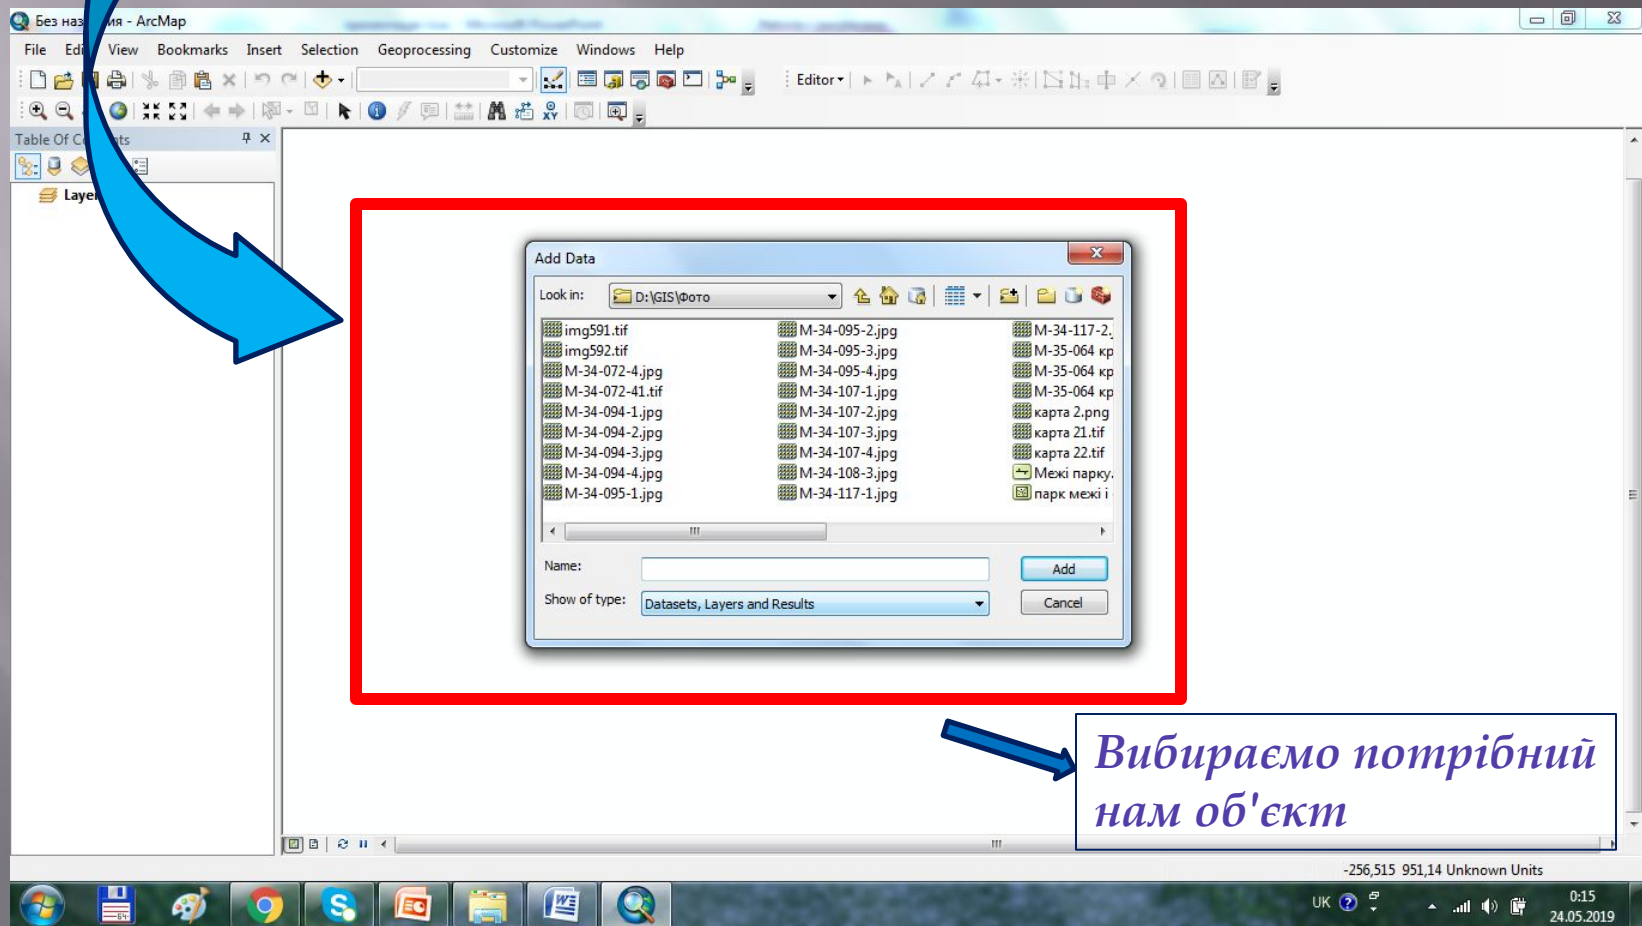 Без наз
ия - ArcMap
File Edi View Bookmarks Insert Selection Geoprocessing Customize Windows Help
Editor
Table Of C
ts
Layer
Add Data
Look in: D:\GIS\Фото
img591.tif
img592.tif
M-34-072-4.jpg
M-34-072-41.tif
M-34-094-1.jpg
M-34-094-2.jpg
M-34-094-3.jpg
M-34-094-4.jpg
M-34-095-1.jpg
M-34-095-2.jpg
M-34-095-3.jpg
M-34-095-4.jpg
M-34-107-1.jpg
M-34-107-2.jpg
M-34-107-3.jpg
M-34-107-4.jpg
M-34-108-3.jpg
M-34-117-1.jpg
M-34-117-2.j
M-35-064 кр
M-35-064 кр
M-35-064 кр
карта 2.png
карта 21.tif
карта 22.tif
Межі парку.
парк межі і
Name:
Add
Show of type: Datasets, Layers and Results
Cancel
Вибираємо потрібний
нам об'єкт
-256,515 951,14 Unknown Units
UK
0:15
24.05.2019